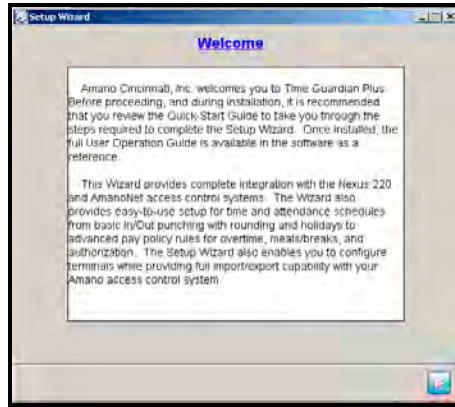 Setup Wizard
Welcome
Amano Cincinnati, Inc. welcomes you to Time Guardian Plus.
Before proceeding, and during installation, it is recommended
that you review the Quick-Start Guide to take you through the
steps required to complete the Setup Wizard. Once installed, the
full User Operation Guide is available in the software as a
reference.
This Wizard provides complete integration with the Nexus 220
and AmanoNet access control systems. The Wizard also
provides easy-to-use setup for time and attendance schedules
from basic In/Out punching with rounding and holidays to
advanced pay policy rules for overtime, meals/breaks, and
authorization. The Setup Wizard also enables you to configure
terminals while providing full import/export capability with your
Amano access control system.